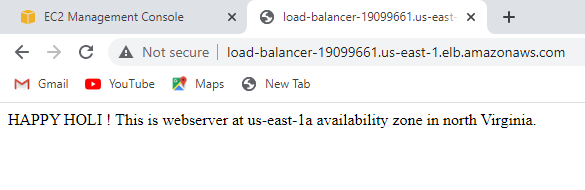 EC2 Management Console
load-balancer-19099661.us-east-
Not secure
load-balancer-19099661.us-east-1.elb.amazonaws.com
Gmail
YouTube
Maps
New Tab
HAPPY HOLI ! This is webserver at us-east-1a availability zone in north Virginia.